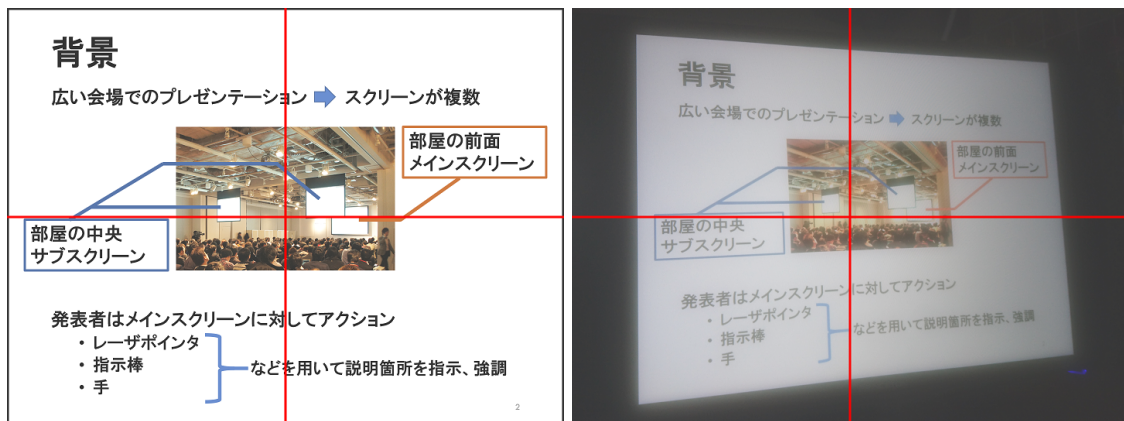 背景
広い会場でのプレゼンテーション スクリーンが複数
部屋の前面
メインスクリーン
部屋の中央
サブスクリーン
発表者はメインスクリーンに対してアクション
・レーザポインタ
・指示棒
・手
などを用いて説明箇所を指示、強調
2
背景
広い会場でのプレゼンテーション スクリーンが複数
部屋の前面
メインスクリーン
部屋の中央
サブスクリーン
発表者はメインスクリーンに対してアクション
・レーザポインタ
・指示棒
・手
などを用いて説明箇所を指示、強調